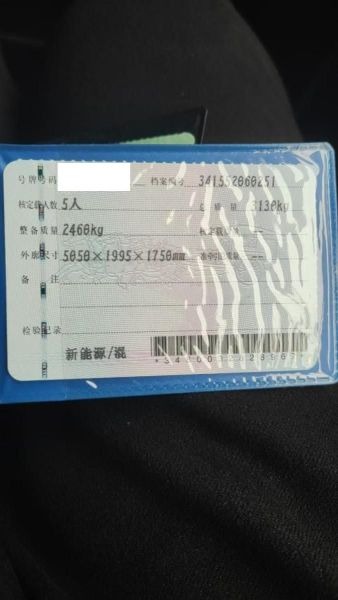 号牌号码 档案编号 341552060251
核定载人数 5人 总质量 3130kg
整备质量 2460kg 核定载质量 --
外廓尺寸 5050×1995×1750mm 准牵引总质量 --
备注
检验记录
新能源/混